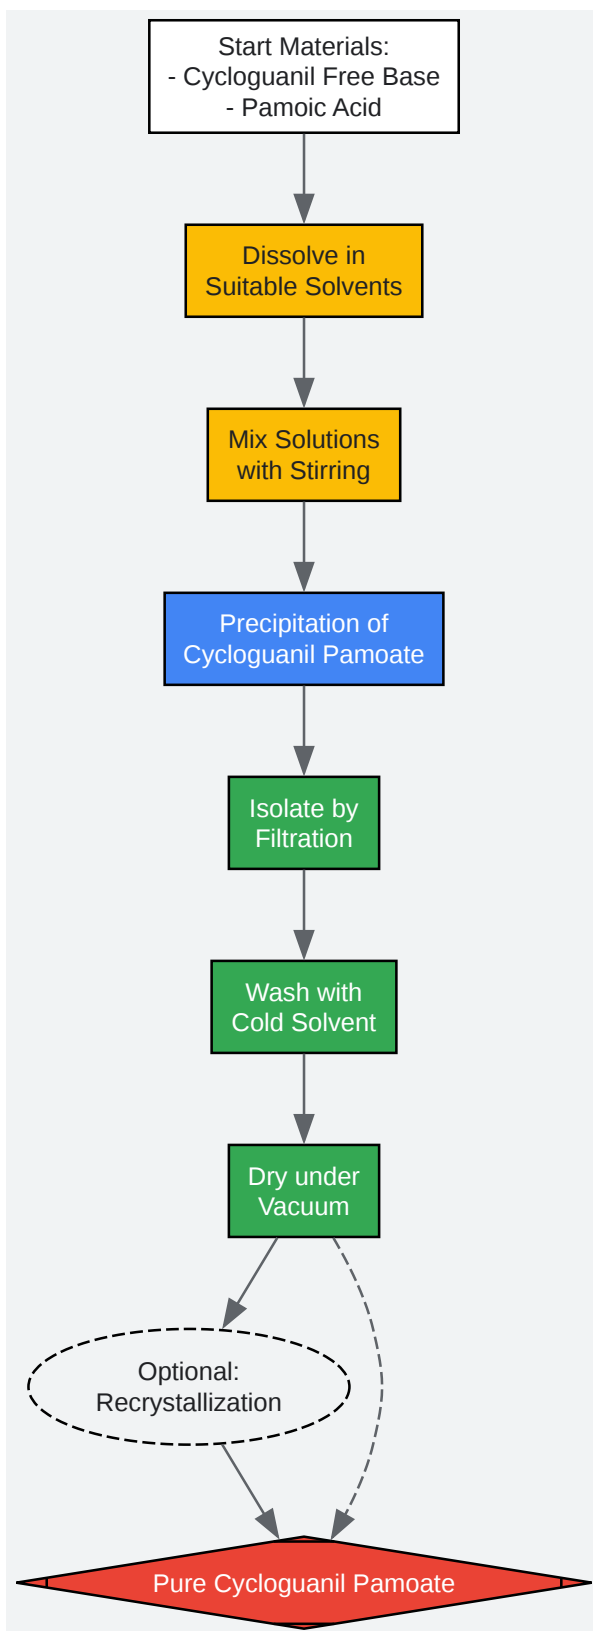 Start Materials:
- Cycloguanil Free Base
- Pamoic Acid
Dissolve in
Suitable Solvents
Mix Solutions
with Stirring
Precipitation of
Cycloguanil Pamoate
Isolate by
Filtration
Wash with
Cold Solvent
Dry under
Vacuum
Optional:
Recrystallization
Pure Cycloguanil Pamoate